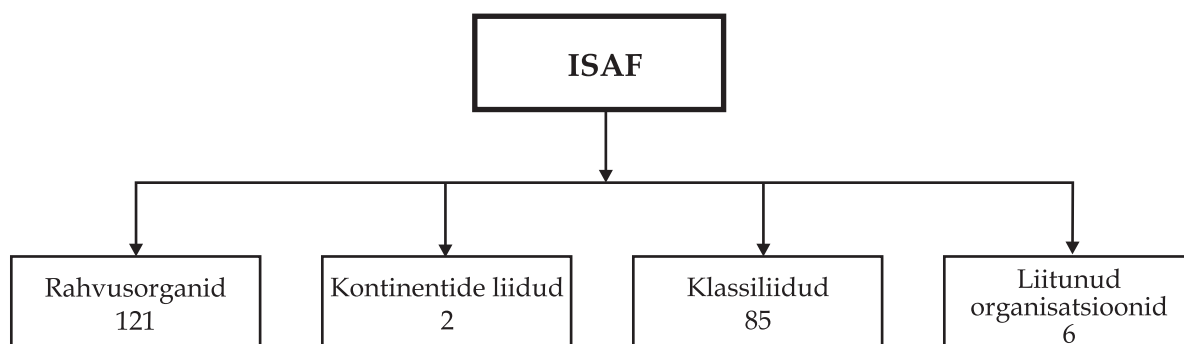 ISAF
Rahvusorganid
121
Kontinentide liidud
2
Klassiliidud
85
Liitunud
organisatsioonid
6